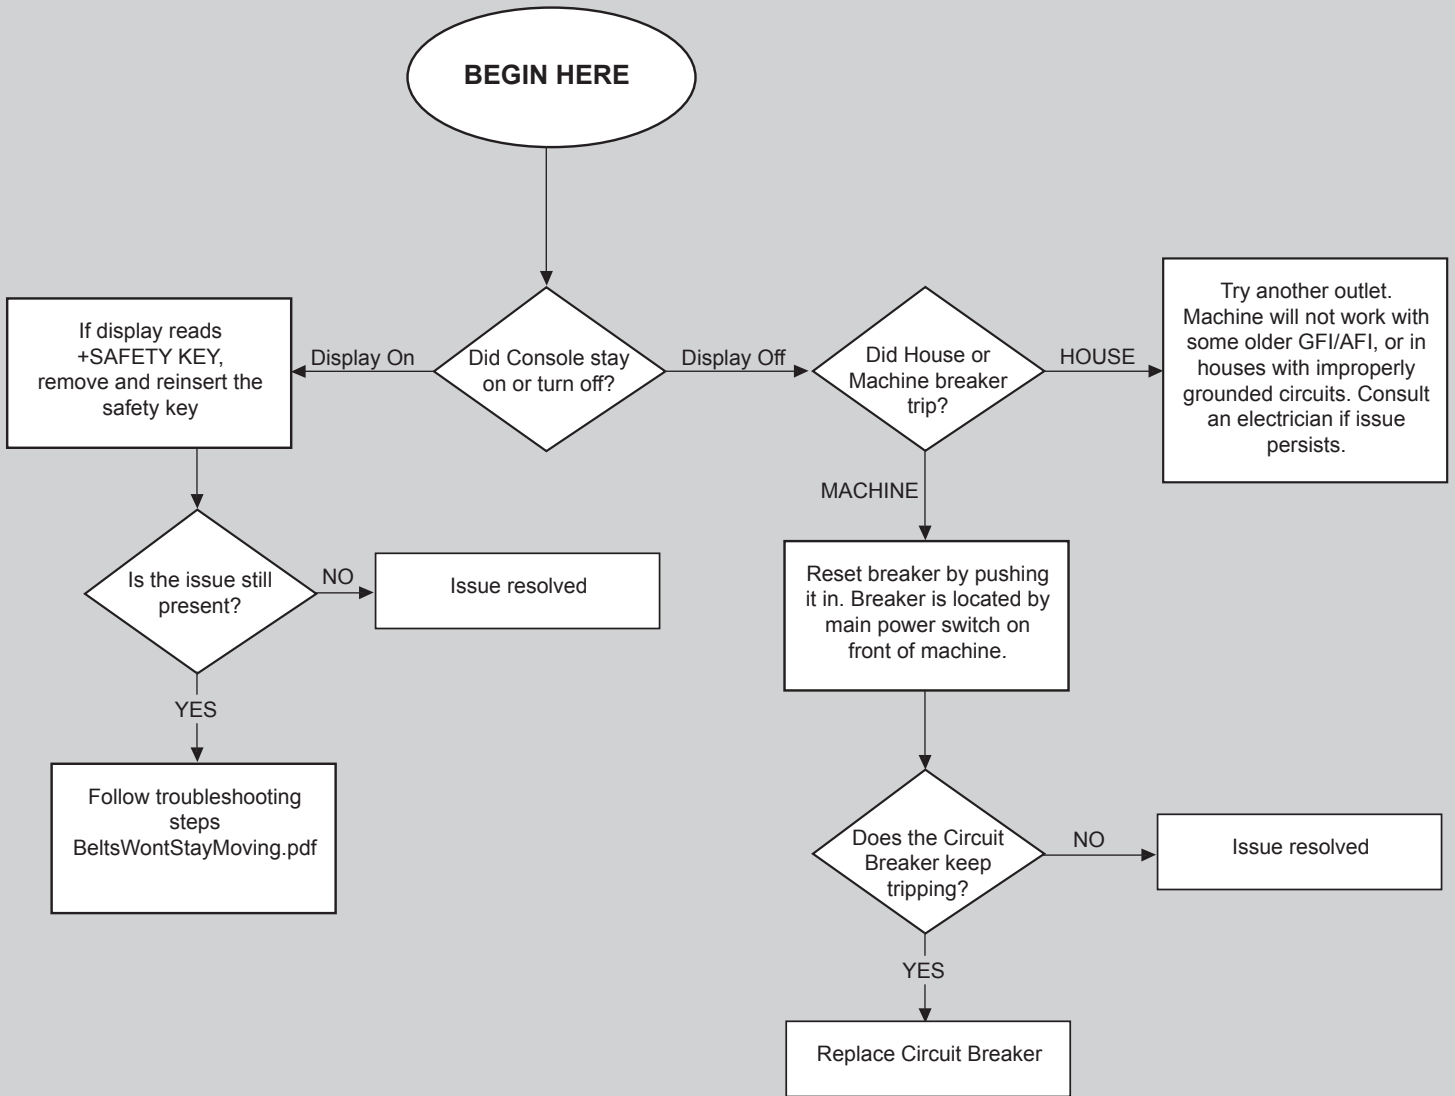 BEGIN HERE
Did Console stay
on or turn off?
Display On
If display reads
+SAFETY KEY,
remove and reinsert the
safety key
Is the issue still
present?
NO
Issue resolved
YES
Follow troubleshooting
steps
BeltsWontStayMoving.pdf
Display Off
Did House or
Machine breaker
trip?
HOUSE
Try another outlet.
Machine will not work with
some older GFI/AFI, or in
houses with improperly
grounded circuits. Consult
an electrician if issue
persists.
MACHINE
Reset breaker by pushing
it in. Breaker is located by
main power switch on
front of machine.
Does the Circuit
Breaker keep
tripping?
NO
Issue resolved
YES
Replace Circuit Breaker